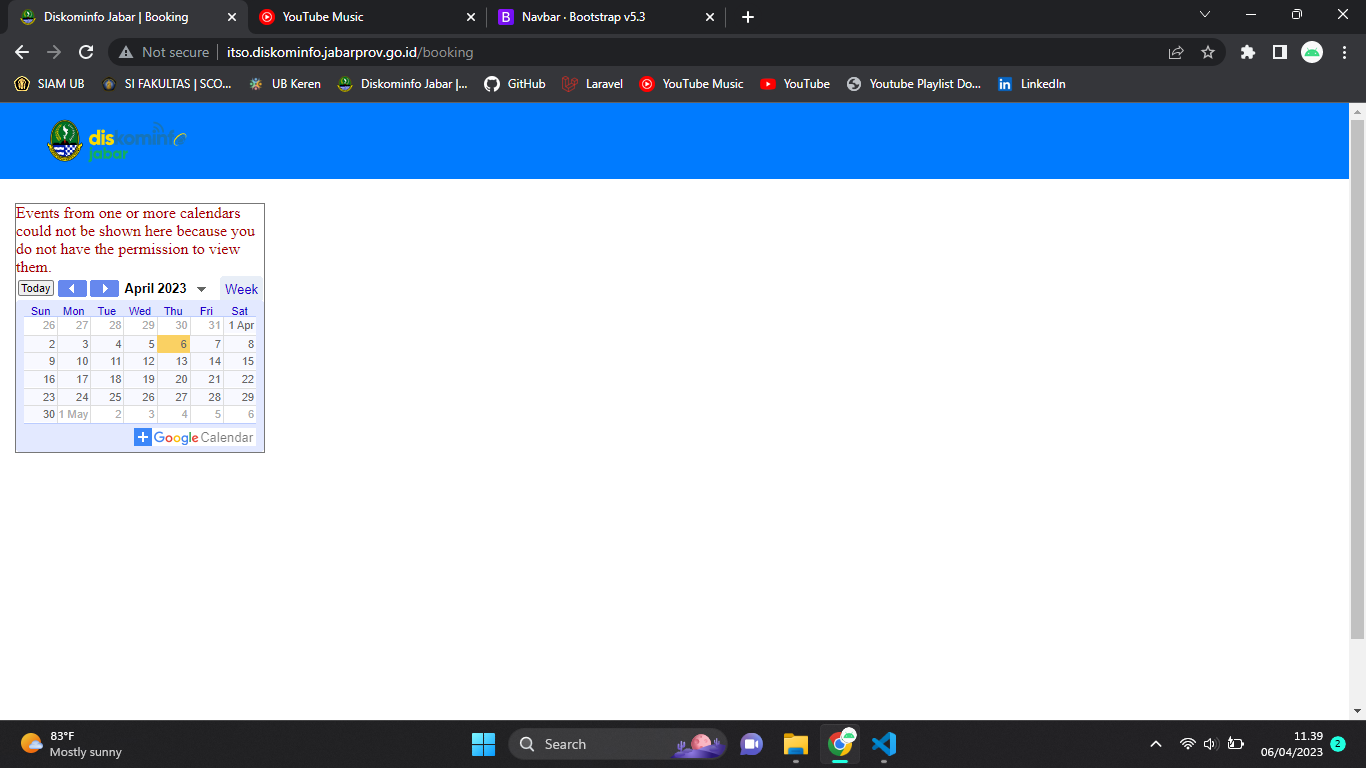 Diskominfo Jabar | Booking
YouTube Music
Navbar · Bootstrap v5.3
Not secure
itso.diskominfo.jabarprov.go.id/booking
SIAM UB
SI FAKULTAS | SCO...
UB Keren
Diskominfo Jabar |...
GitHub
Laravel
YouTube Music
YouTube
Youtube Playlist Do...
LinkedIn
diskominfo
jabar
Events from one or more calendars
could not be shown here because you
do not have the permission to view
them.
Today April 2023 Week
Sun Mon Tue Wed Thu Fri Sat
26 27 28 29 30 31 1 Apr
2 3 4 5 6 7 8
9 10 11 12 13 14 15
16 17 18 19 20 21 22
23 24 25 26 27 28 29
30 1 May 2 3 4 5 6
Google Calendar
83°F
Mostly sunny
Search
11.39
06/04/2023
2